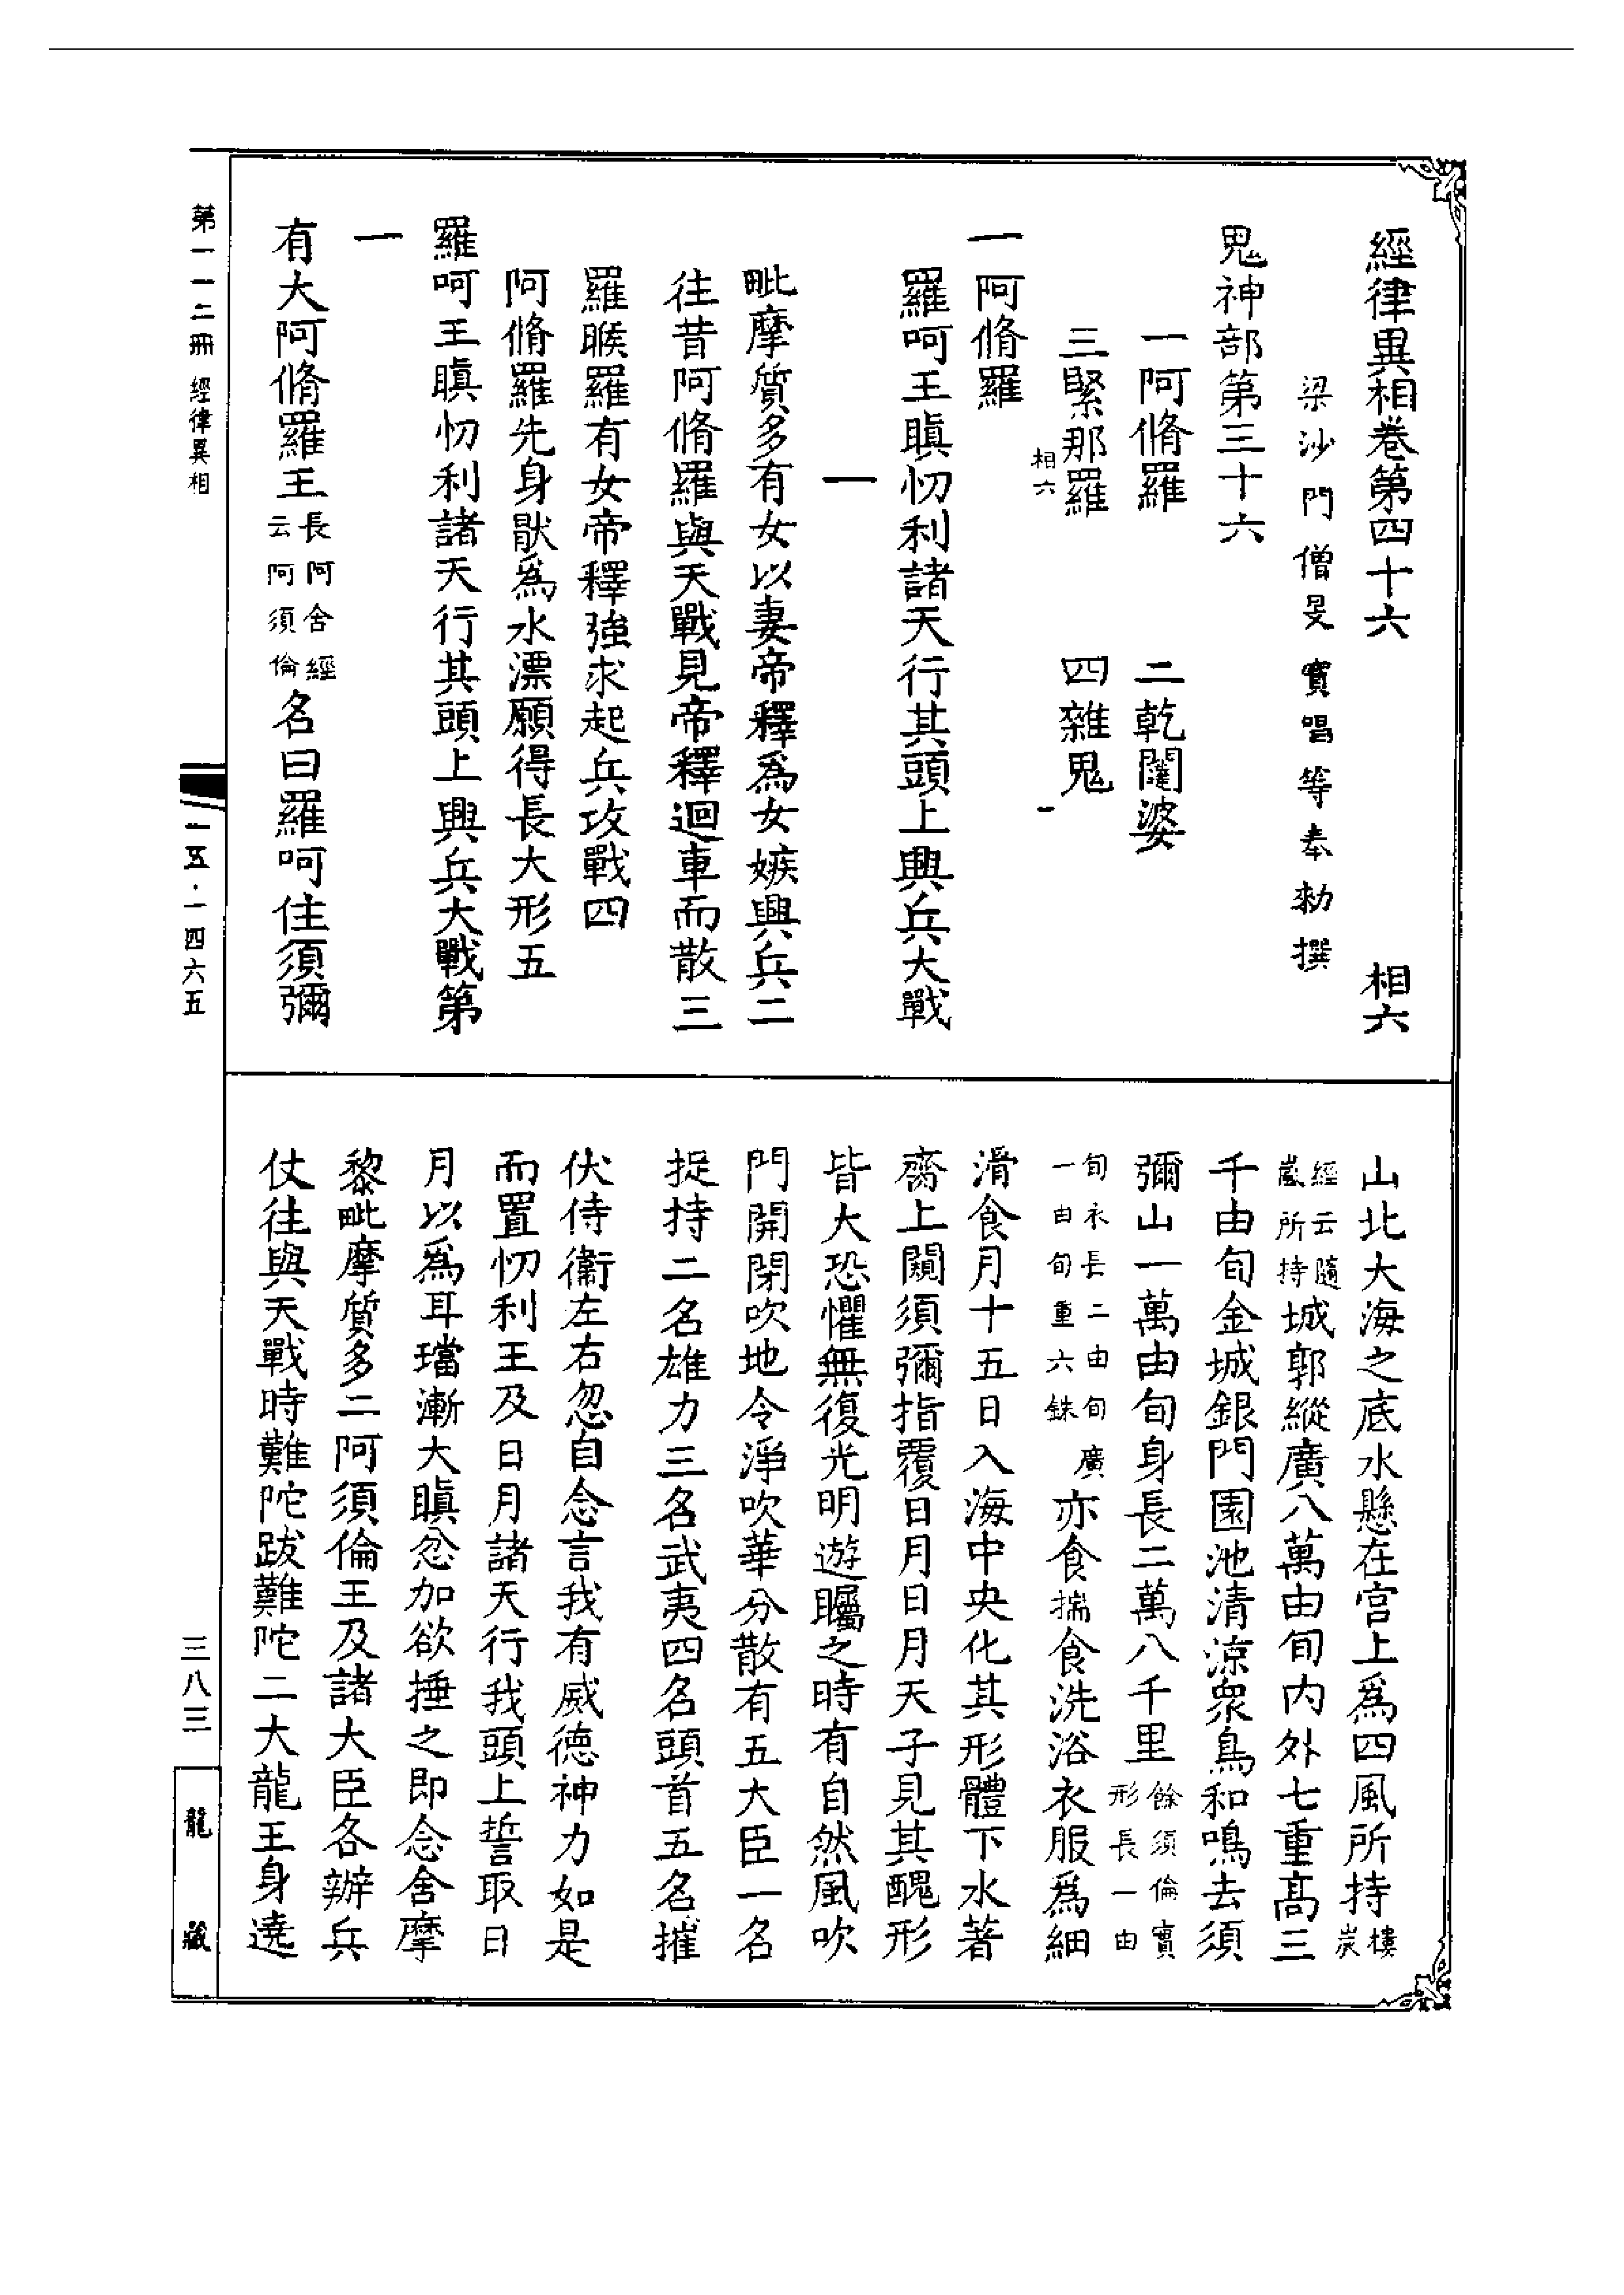 經律異相卷第四十六　相六
梁沙門僧旻寶唱等奉勅撰
鬼神部第三十六
一阿脩羅　二乾闥婆
三緊那羅　四雜鬼
相六　一
一阿脩羅
羅呵王瞋忉利諸天行其頭上興兵大戰
一
毗摩質多有女以妻帝釋爲女嫉興兵二
往昔阿脩羅與天戰見帝釋迴車而散三
羅睺羅有女帝釋強求起兵攻戰四
阿脩羅先身猒爲水漂願得長大形五
羅呵王瞋忉利諸天行其頭上興兵大戰第
一
有大阿脩羅王長阿舍經云阿須倫名曰羅呵住須彌
山北大海之底水懸在宮上爲四風所持樓炭
經云隨嵐所持城郭縱廣八萬由旬內外七重高三
千由旬金城銀門園池清涼衆鳥和鳴去須
彌山一萬由旬身長二萬八千里餘須倫實形長一由
旬衣長二由旬廣一由旬重六銖亦食揣食洗浴衣服爲細
滑食月十五日入海中央化其形體下水著
齋上闚須彌指覆日月日月天子見其醜形
皆大恐懼無復光明遊矚之時有自然風吹
門開閉吹地令淨吹華分散有五大臣一名
捉持二名雄力三名武夷四名頭首五名摧
伏侍衞左右忽自念言我有威德神力如是
而置忉利王及日月諸天行我頭上誓取日
月以爲耳璫漸大瞋忿加欲捶之即念舍摩
黎毗摩質多二阿須倫王及諸大臣各辦兵
仗往與天戰時難陀跋難陀二大龍王身遶
第一一二冊　經律異相
一五·一四六五
三八三
龍藏